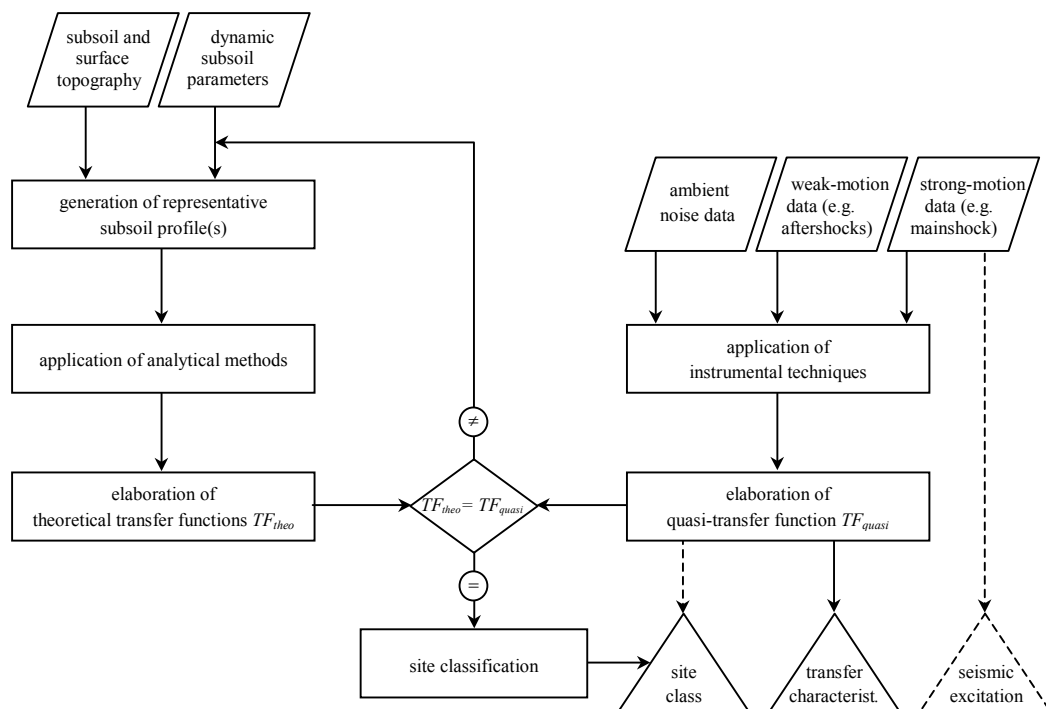 subsoil and
surface
topography
dynamic
subsoil
parameters
generation of representative
subsoil profile(s)
application of analytical methods
elaboration of
theoretical transfer functions TFtheo
ambient
noise data
weak-motion
data (e.g.
aftershocks)
strong-motion
data (e.g.
mainshock)
application of
instrumental techniques
elaboration of
quasi-transfer function TFquasi
≠
TFtheo = TFquasi
=
site classification
site
class
transfer
characterist.
seismic
excitation